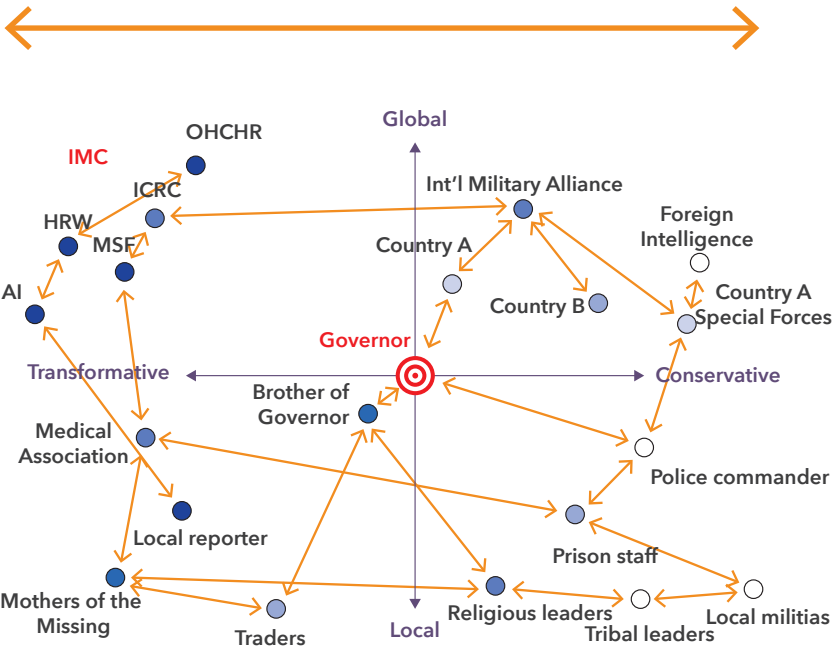 Global
OHCHR
IMC
ICRC
Int'l Military Alliance
HRW
MSF
Country A
Foreign
Intelligence
AI
Country B
Country A
Special Forces
Governor
Transformative
Conservative
Brother of
Governor
Medical
Association
Police commander
Local reporter
Prison staff
Mothers of the
Missing
Traders
Local
Religious leaders
Tribal leaders
Local militias